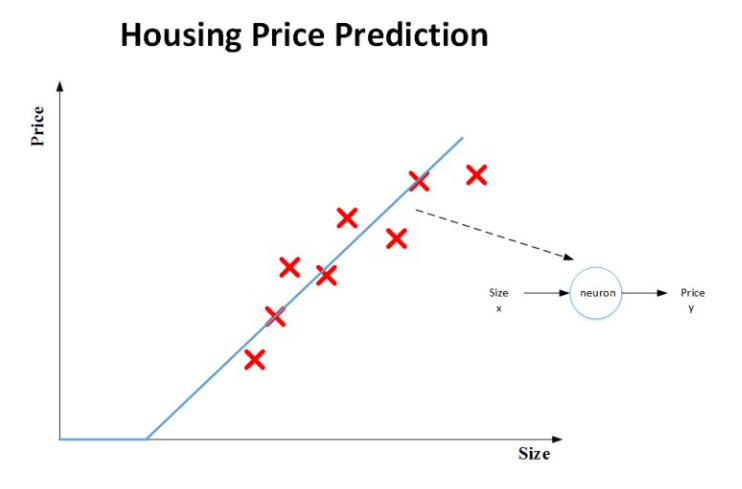 Housing Price Prediction
Price
Size
x
neuron
Price
y
Size